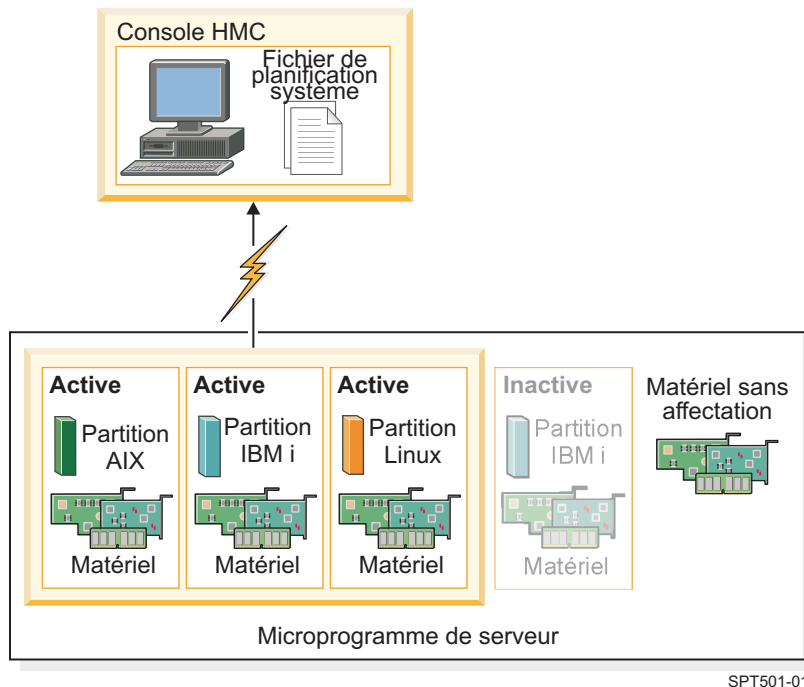 Console HMC
Fichier de
planification
système
Active
Active
Active
Inactive
Matériel sans
affectation
Partition
AIX
Partition
IBM i
Partition
Linux
Partition
IBM i
Matériel
Matériel
Matériel
Matériel
Microprogramme de serveur
SPT501-01